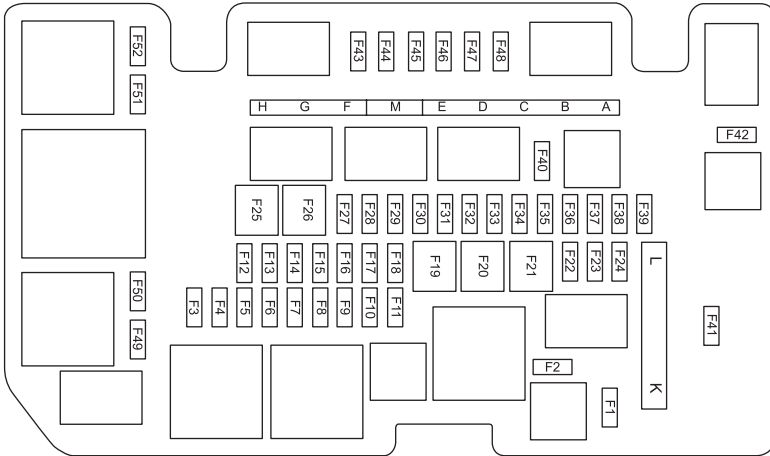 F52
F51
F43 F44 F45 F46 F47 F48
H G F M E D C B A
F42
F40
F25 F26 F27 F28 F29 F30 F31 F32 F33 F34 F35 F36 F37 F38 F39
F12 F13 F14 F15 F16 F17 F18 F19 F20 F21 F22 F23 F24
L
F50
F3 F4 F5 F6 F7 F8 F9 F10 F11
F41
F49
F2
K
F1